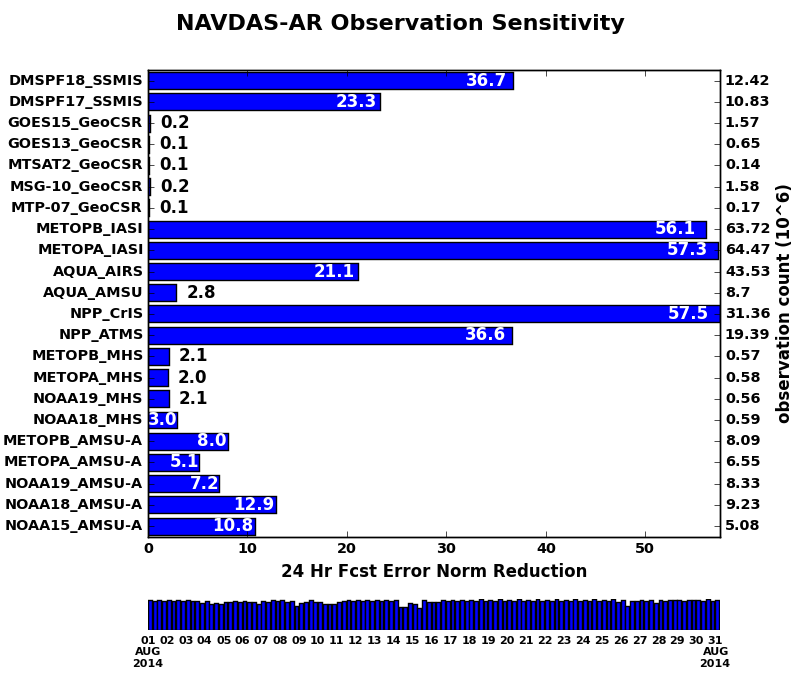 NAVDAS-AR Observation Sensitivity
DMSPF18_SSMIS 36.7 12.42
DMSPF17_SSMIS 23.3 10.83
GOES15_GeoCSR 0.2 1.57
GOES13_GeoCSR 0.1 0.65
MTSAT2_GeoCSR 0.1 0.14
MSG-10_GeoCSR 0.2 1.58
MTP-07_GeoCSR 0.1 0.17
METOPB_IASI 56.1 63.72
METOPA_IASI 57.3 64.47
AQUA_AIRS 21.1 43.53
AQUA_AMSU 2.8 8.7
NPP_CrIS 57.5 31.36
NPP_ATMS 36.6 19.39
METOPB_MHS 2.1 0.57
METOPA_MHS 2.0 0.58
NOAA19_MHS 2.1 0.56
NOAA18_MHS 3.0 0.59
METOPB_AMSU-A 8.0 8.09
METOPA_AMSU-A 5.1 6.55
NOAA19_AMSU-A 7.2 8.33
NOAA18_AMSU-A 12.9 9.23
NOAA15_AMSU-A 10.8 5.08
observation count (10^6)
0 10 20 30 40 50
24 Hr Fcst Error Norm Reduction
01 02 03 04 05 06 07 08 09 10 11 12 13 14 15 16 17 18 19 20 21 22 23 24 25 26 27 28 29 30 31
AUG AUG
2014 2014